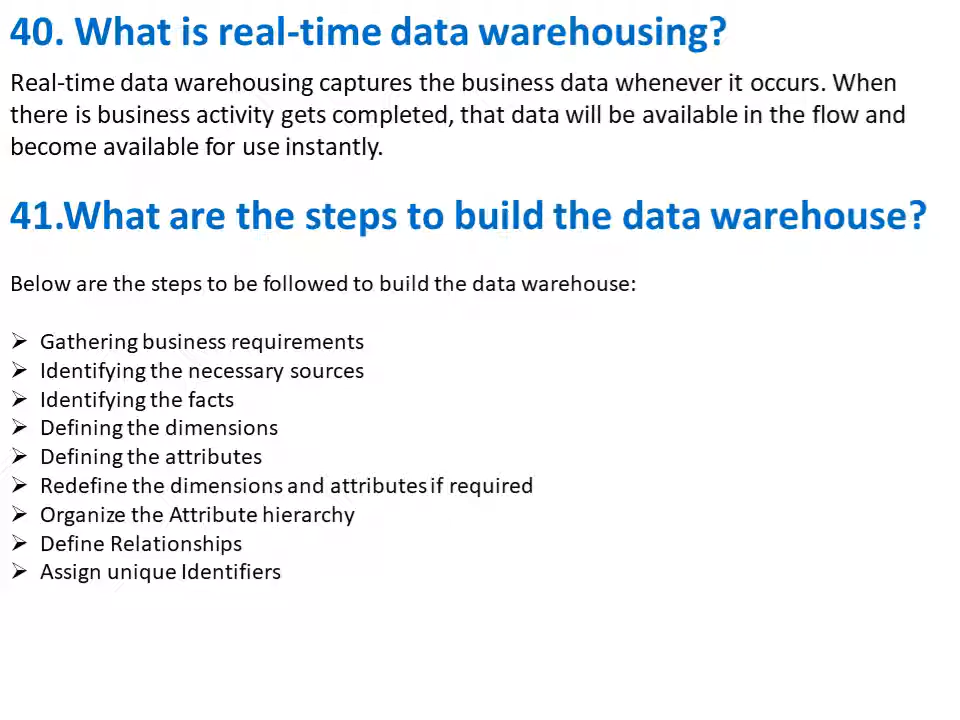 40. What is real-time data warehousing?
Real-time data warehousing captures the business data whenever it occurs. When
there is business activity gets completed, that data will be available in the flow and
become available for use instantly.
41.What are the steps to build the data warehouse?
Below are the steps to be followed to build the data warehouse:
➢ Gathering business requirements
➢ Identifying the necessary sources
➢ Identifying the facts
➢ Defining the dimensions
➢ Defining the attributes
➢ Redefine the dimensions and attributes if required
➢ Organize the Attribute hierarchy
➢ Define Relationships
➢ Assign unique Identifiers